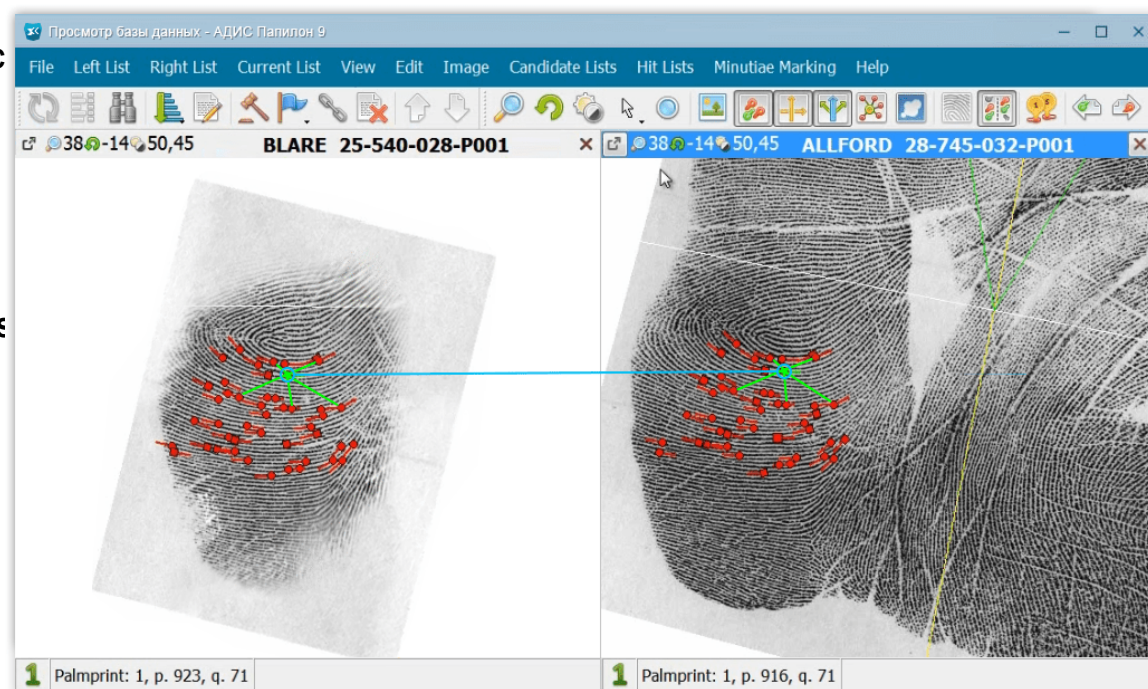 Просмотр базы данных - АДИС Папилон 9
c
File Left List Right List Current List View Edit Image Candidate Lists Hit Lists Minutiae Marking Help
38 -14 50,45 BLARE 25-540-028-P001
38 -14 50,45 ALLFORD 28-745-032-P001
s
1 Palmprint: 1, p. 923, q. 71
1 Palmprint: 1, p. 916, q. 71